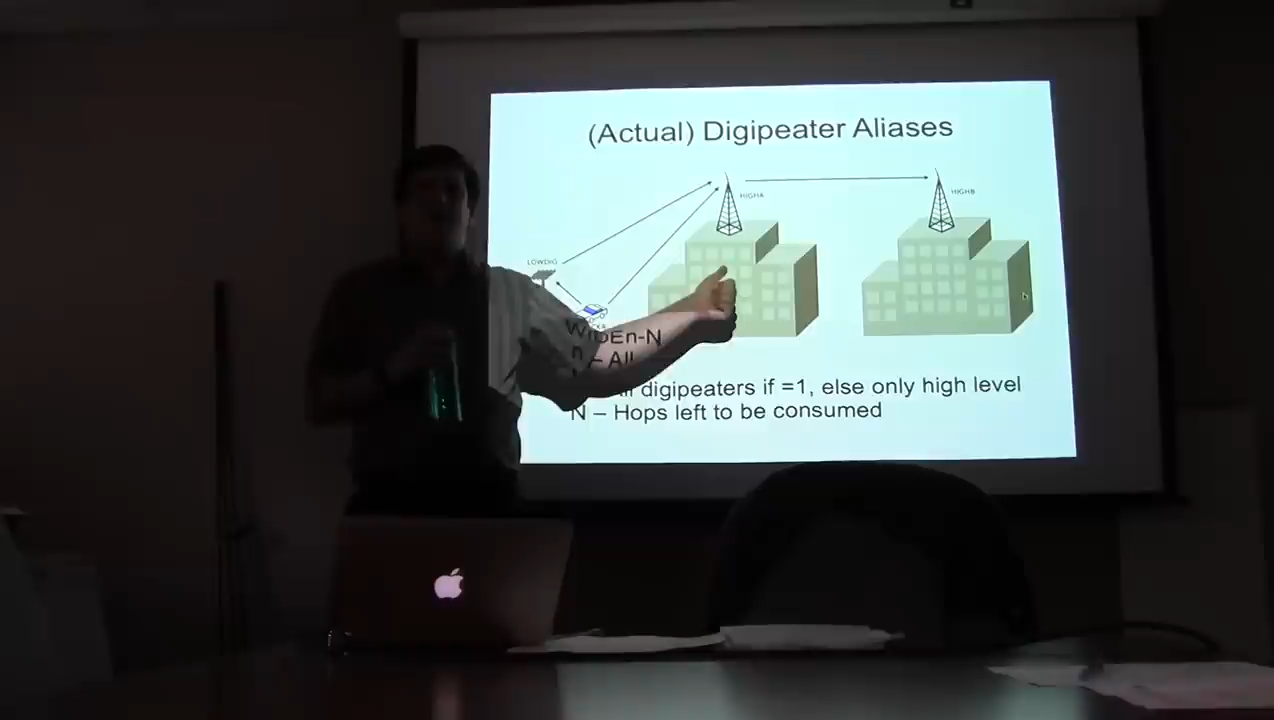 (Actual) Digipeater Aliases
HIGHA
HIGHB
LOWDIG
WIDEn-N
n – All digipeaters if =1, else only high level
N – Hops left to be consumed